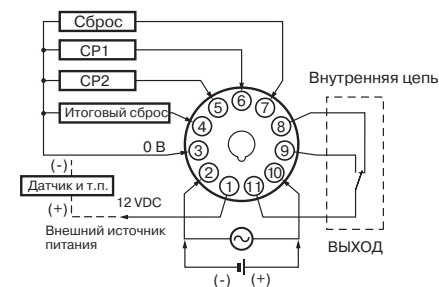 Сброс
CP1
CP2
Итоговый сброс
0 В
(-)
Датчик и т.п.
(+)
12 VDC
Внешний источник
питания
1
2
3
4
5
6
7
8
9
10
11
Внутренняя цепь
ВЫХОД
(-)
(+)